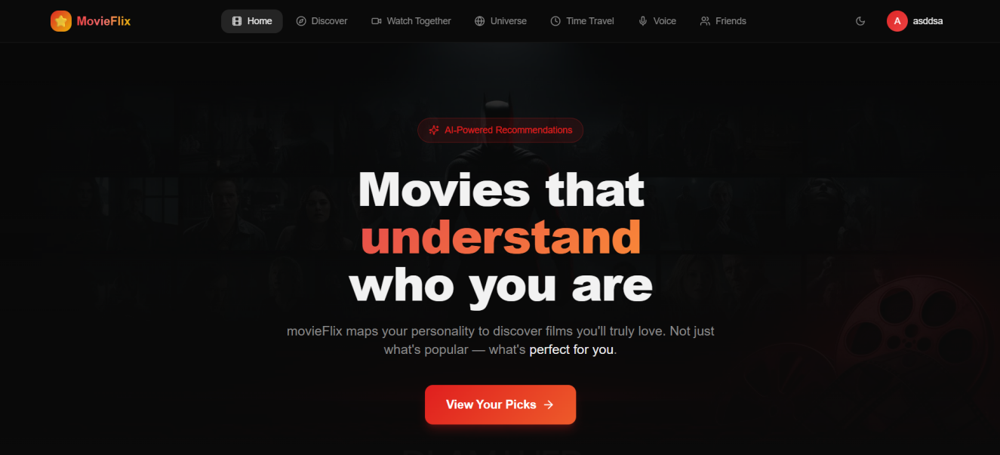 MovieFlix
Home
Discover
Watch Together
Universe
Time Travel
Voice
Friends
A
asddsa
AI-Powered Recommendations
Movies that
understand
who you are
movieFlix maps your personality to discover films you'll truly love. Not just
what's popular — what's perfect for you.
View Your Picks →